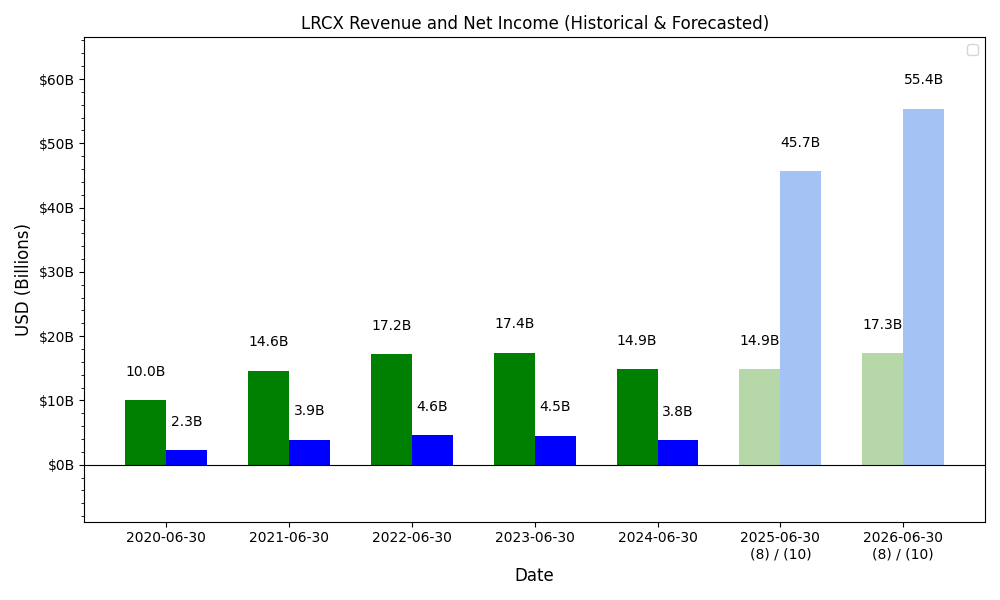 LRCX Revenue and Net Income (Historical & Forecasted)
USD (Billions)
$60B
$50B
$40B
$30B
$20B
$10B
$0B
10.0B
2.3B
14.6B
3.9B
17.2B
4.6B
17.4B
4.5B
14.9B
3.8B
14.9B
45.7B
17.3B
55.4B
2020-06-30
2021-06-30
2022-06-30
2023-06-30
2024-06-30
2025-06-30
(8) / (10)
2026-06-30
(8) / (10)
Date